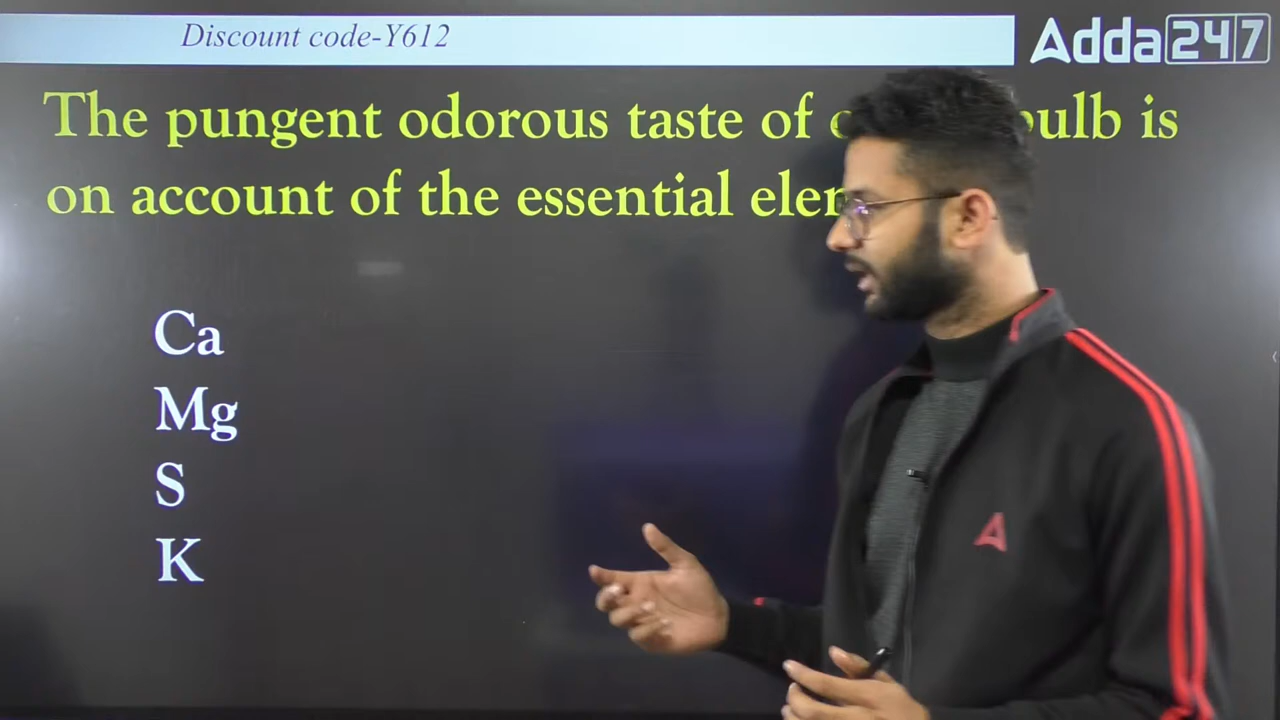 Discount code-Y612
Adda247
The pungent odorous taste of bulb is
on account of the essential
Ca
Mg
S
K